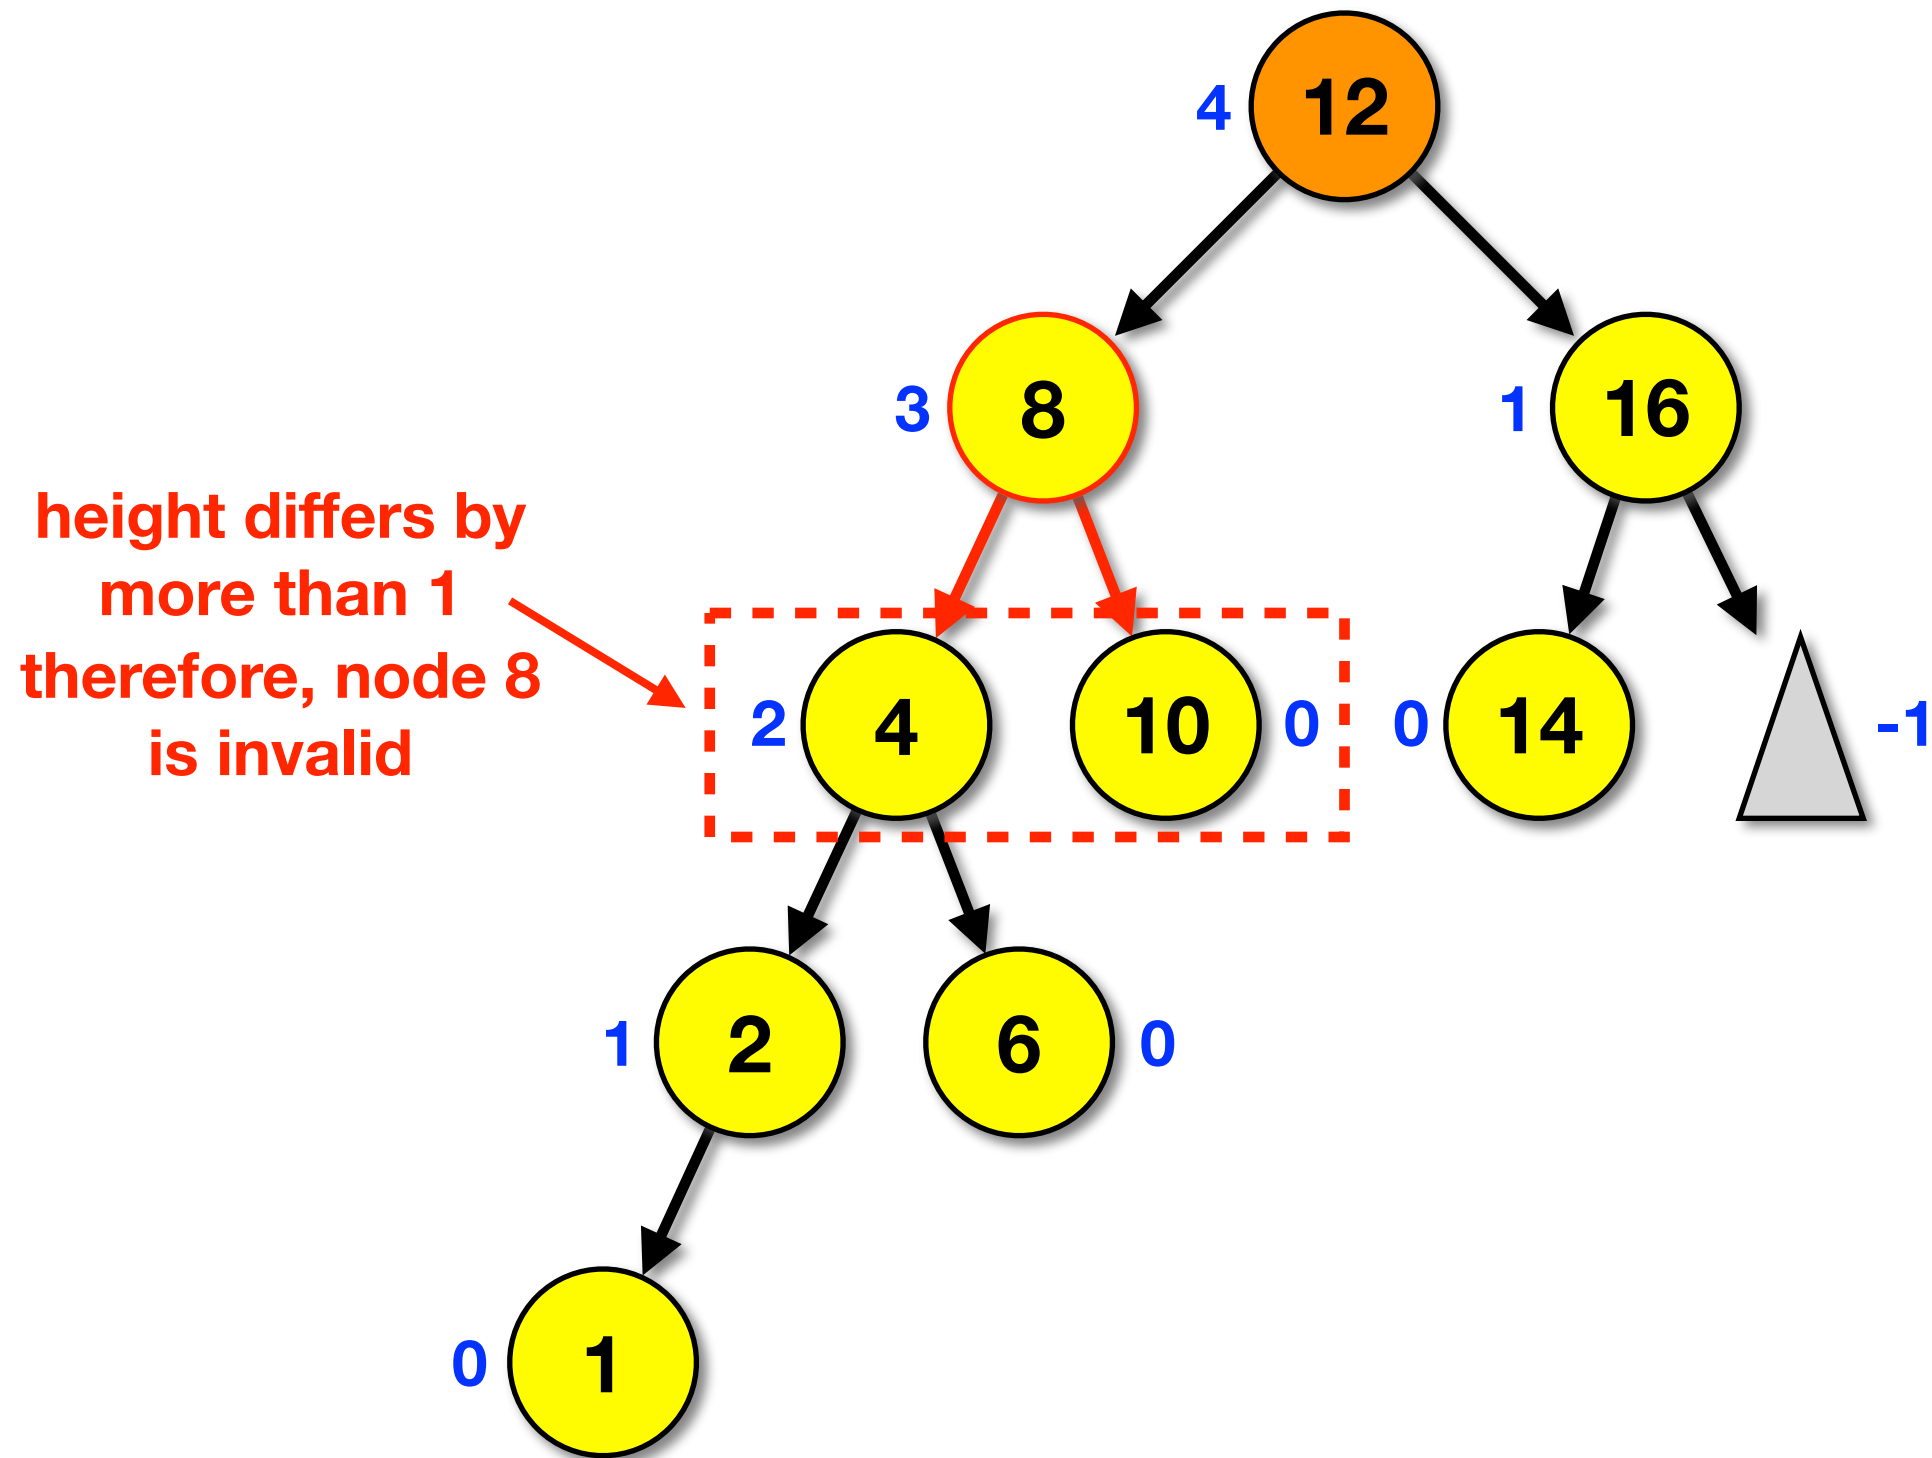 4 12
3 8 1 16
height differs by
more than 1
therefore, node 8
is invalid
2 4 10 0 0 14 -1
1 2 6 0
0 1